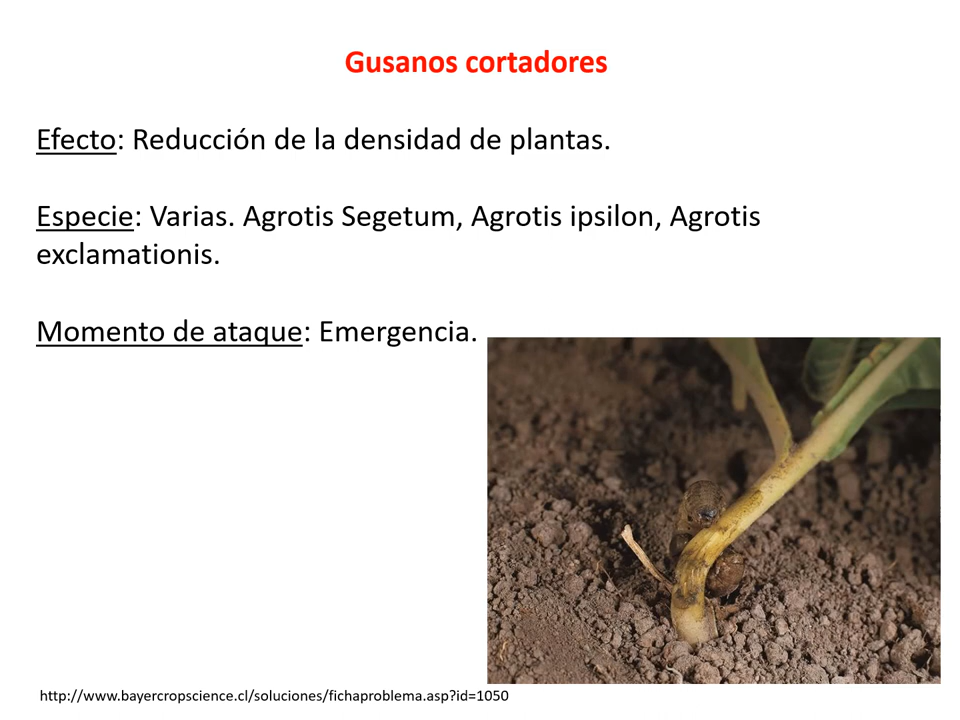 Gusanos cortadores
Efecto: Reducción de la densidad de plantas.
Especie: Varias. Agrotis Segetum, Agrotis ipsilon, Agrotis
exclamationis.
Momento de ataque: Emergencia.
http://www.bayercropscience.cl/soluciones/fichaproblema.asp?id=1050